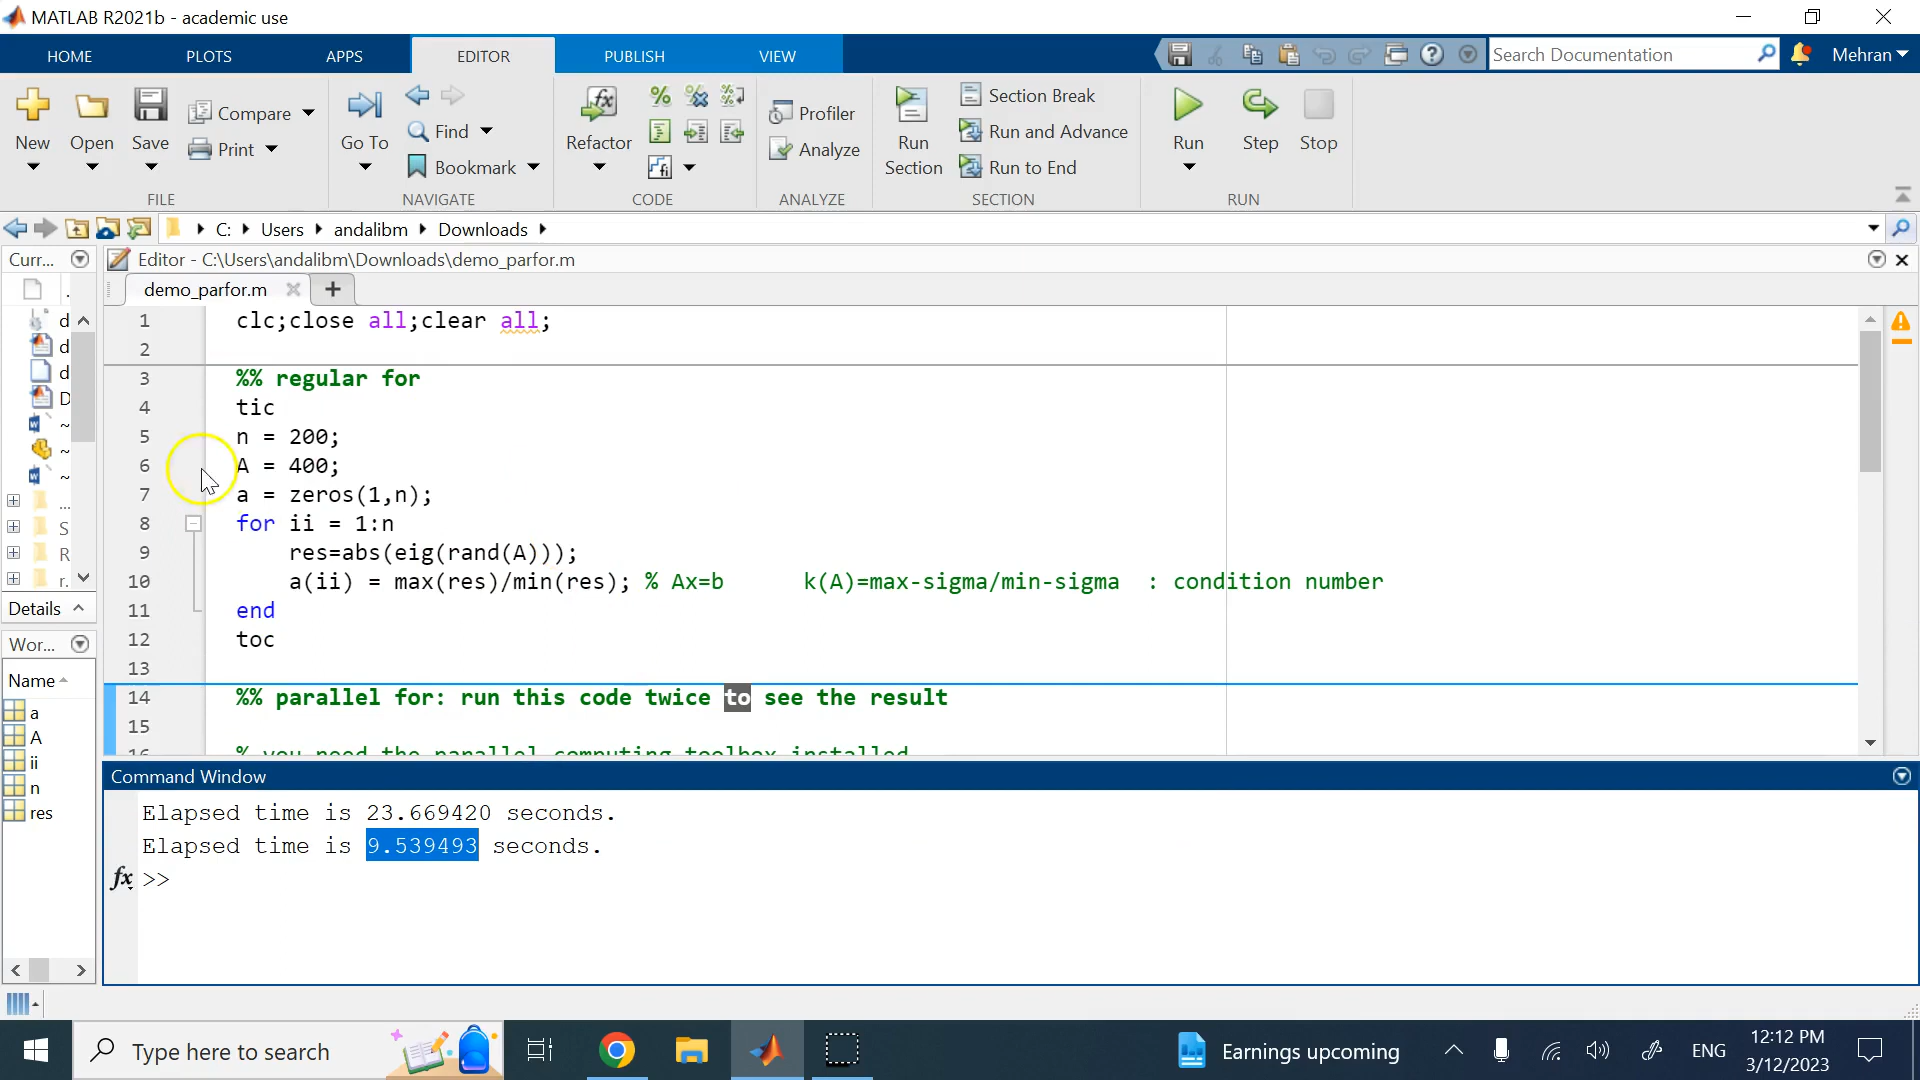 MATLAB R2021b - academic use
HOME PLOTS APPS EDITOR PUBLISH VIEW Search Documentation Mehran
New Open Save Compare Print Go To Find Bookmark Refactor Profiler Analyze Run Section Section Break Run and Advance Run to End Run Step Stop
FILE NAVIGATE CODE ANALYZE SECTION RUN
C: Users andalibm Downloads
Curr... Editor - C:\Users\andalibm\Downloads\demo_parfor.m
demo_parfor.m
1 clc;close all;clear all;
2
3 %% regular for
4 tic
5 n = 200;
6 A = 400;
7 a = zeros(1,n);
8 for ii = 1:n
9 res=abs(eig(rand(A)));
10 a(ii) = max(res)/min(res); % Ax=b k(A)=max-sigma/min-sigma : condition number
11 end
12 toc
13
14 %% parallel for: run this code twice to see the result
15
16 % you need the parallel computing toolbox installed
Details
Wor...
Name
a
A
ii
n
res
Command Window
Elapsed time is 23.669420 seconds.
Elapsed time is 9.539493 seconds.
fx >>
Type here to search Earnings upcoming ENG 12:12 PM
3/12/2023